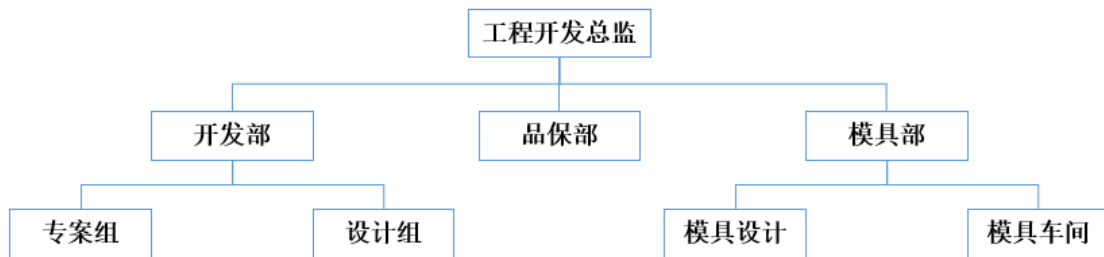 工程开发总监
开发部
品保部
模具部
专案组
设计组
模具设计
模具车间